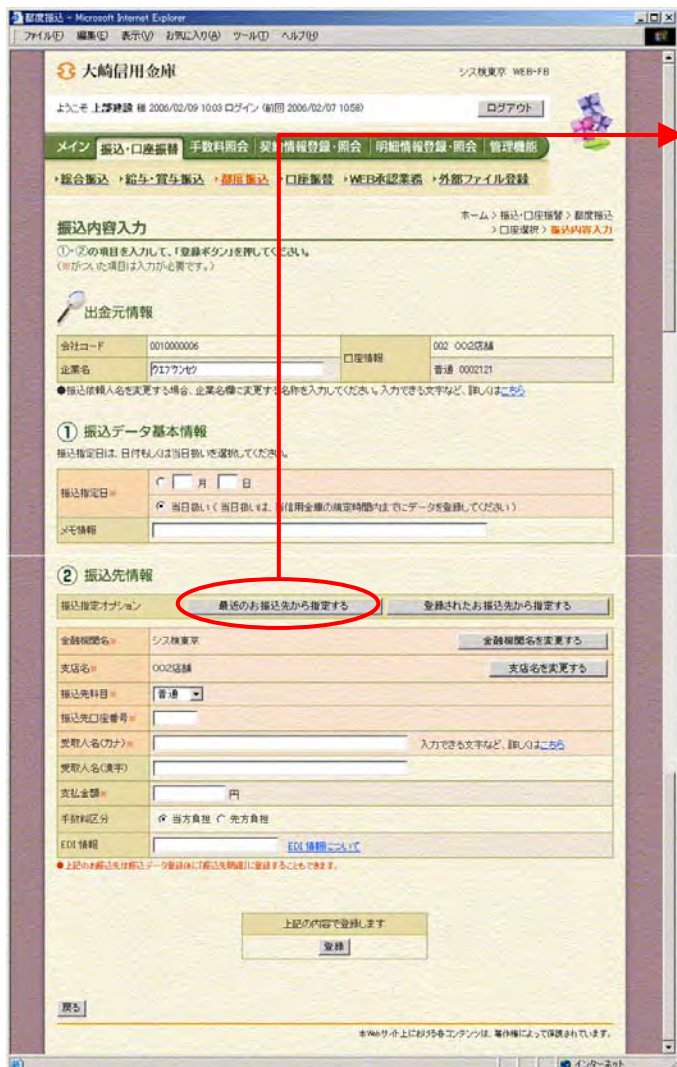 都度振込 - Microsoft Internet Explorer
ファイル(F) 編集(E) 表示(V) お気に入り(A) ツール(T) ヘルプ(H)
大崎信用金庫
シス検東京 WEB-FB
ようこそ 上野建設 様 2006/02/09 10:03 ログイン (前回 2006/02/07 10:58)
ログアウト
メイン 振込・口座振替 手数料照会 契約情報登録・照会 明細情報登録・照会 管理機能
総合振込 給与・賞与振込 都度振込 口座振替 WEB承認業務 外部ファイル登録
ホーム > 振込・口座振替 > 都度振込
> 口座選択 > 振込内容入力
振込内容入力
①・②の項目を入力して、「登録ボタン」を押してください。
(※がついた項目は入力が必要です。)
出金元情報
会社コード 0010000006 口座情報 002 002店舗
企業名 ウエフウンセウ 普通 0002121
●振込依頼人名を変更する場合、企業名欄に変更する名称を入力してください。入力できる文字など、詳しくはこちら
① 振込データ基本情報
振込指定日は、日付もしくは当日扱いを選択してください。
振込指定日※ 月 日
当日扱い( 当日扱いは、当信用金庫の規定時間内までにデータを登録してください )
メモ情報
② 振込先情報
振込指定オプション 最近のお振込先から指定する 登録されたお振込先から指定する
金融機関名※ シス検東京 金融機関名を変更する
支店名※ 002店舗 支店名を変更する
振込先科目※ 普通
振込先口座番号※
受取人名(カナ)※ 入力できる文字など、詳しくはこちら
受取人名(漢字)
支払金額※ 円
手数料区分 当方負担 先方負担
EDI 情報 EDI 情報について
●上記のお振込先は振込データ登録後に「振込先明細」に登録することもできます。
上記の内容で登録します
登録
戻る
本Webサイト上における各コンテンツは、著作権によって保護されています。
インターネット